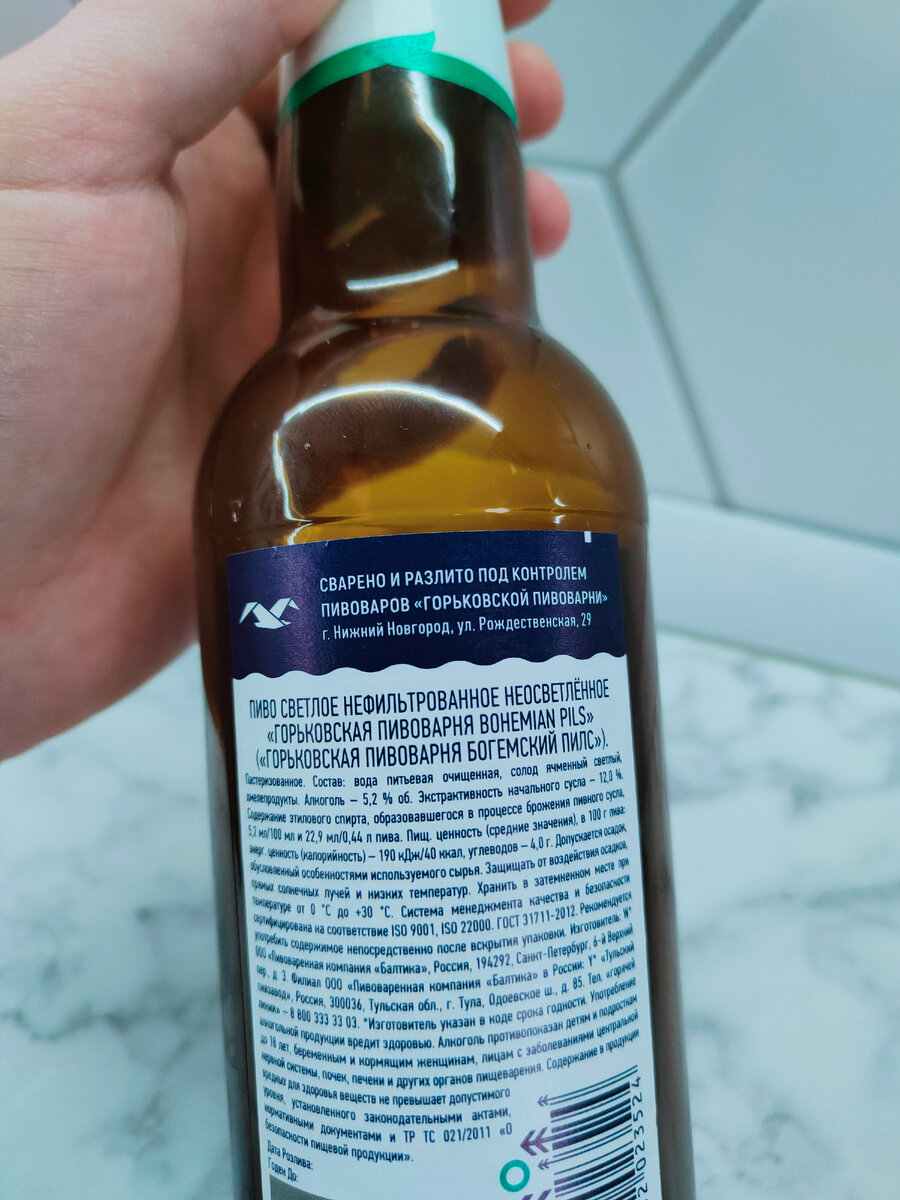 СВАРЕНО И РАЗЛИТО ПОД КОНТРОЛЕМ
ПИВОВАРОВ «ГОРЬКОВСКОЙ ПИВОВАРНИ»
г. Нижний Новгород, ул. Рождественская, 29
ПИВО СВЕТЛОЕ НЕФИЛЬТРОВАННОЕ НЕОСВЕТЛЁННОЕ
«ГОРЬКОВСКАЯ ПИВОВАРНЯ BOHEMIAN PILS»
(«ГОРЬКОВСКАЯ ПИВОВАРНЯ БОГЕМСКИЙ ПИЛС»).
Пастеризованное. Состав: вода питьевая очищенная, солод ячменный светлый,
хмелепродукты. Алкоголь – 5,2 % об. Экстрактивность начального сусла – 12,0 %.
Содержание этилового спирта, образовавшегося в процессе брожения пивного сусла,
5,2 мл/100 мл и 22,9 мл/0,44 л пива. Пищ. ценность (средние значения), в 100 г пива:
энерг. ценность (калорийность) – 190 кДж/40 ккал, углеводов – 4,0 г. Допускается осадок,
обусловленный особенностями используемого сырья. Защищать от воздействия осадков,
прямых солнечных лучей и низких температур. Хранить в затемненном месте при
температуре от 0 °C до +30 °C. Система менеджмента качества и безопасности
сертифицирована на соответствие ISO 9001, ISO 22000. ГОСТ 31711-2012. Рекомендуется
употребить содержимое непосредственно после вскрытия упаковки. Изготовитель: N*
ООО «Пивоваренная компания «Балтика», Россия, 194292, Санкт-Петербург, 6-й Верхний
пер., д. 3. Филиал ООО «Пивоваренная компания «Балтика» в России: Y* «Тульский
пивзавод», Россия, 300036, Тульская обл., г. Тула, Одоевское ш., д. 85. Тел. «горячей
линии» – 8 800 333 33 03. *Изготовитель указан в коде срока годности. Употребление
алкогольной продукции вредит здоровью. Алкоголь противопоказан детям и подросткам
до 18 лет, беременным и кормящим женщинам, лицам с заболеваниями центральной
нервной системы, почек, печени и других органов пищеварения. Содержание в продукции
вредных для здоровья веществ не превышает допустимого
уровня, установленного законодательными актами,
нормативными документами и ТР ТС 021/2011 «О
безопасности пищевой продукции».
Дата Розлива:
Годен До:
2023524